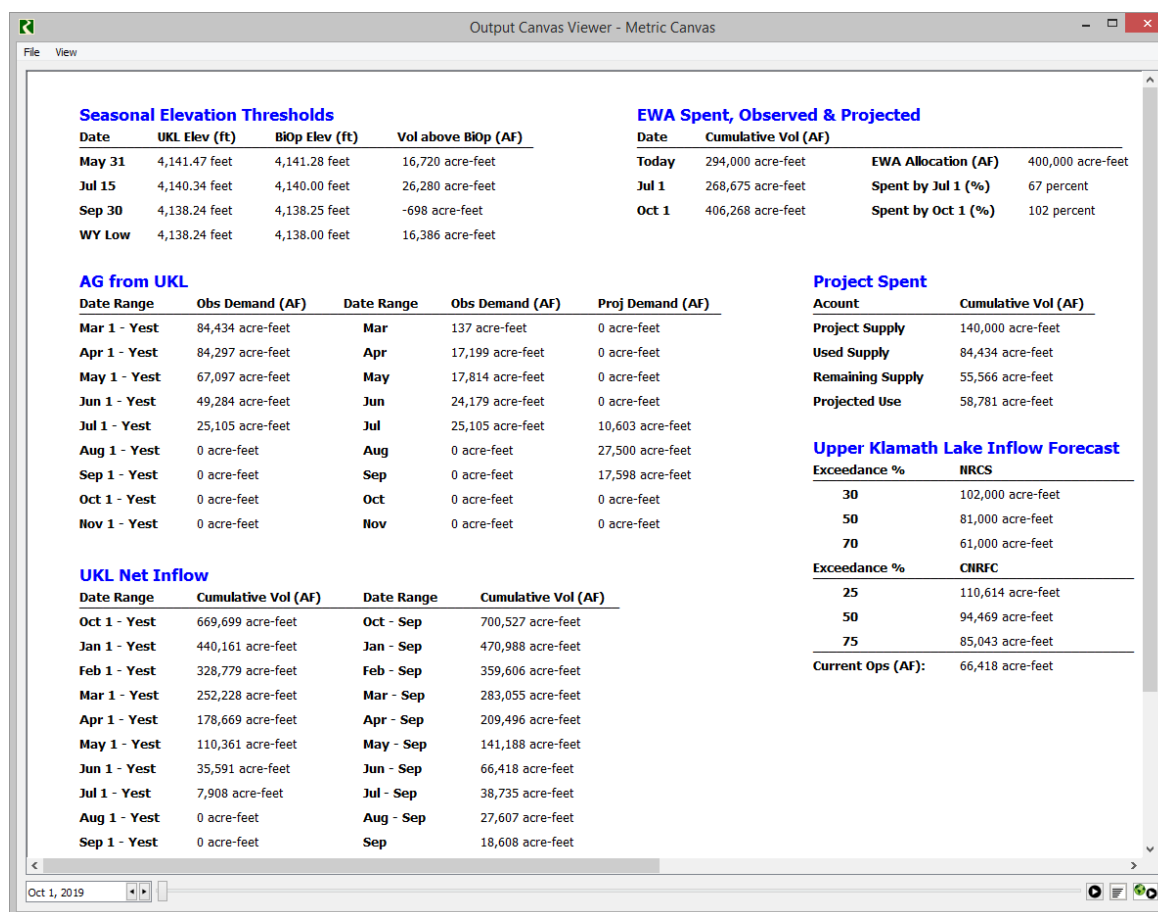 Output Canvas Viewer - Metric Canvas
File View
Seasonal Elevation Thresholds
Date UKL Elev (ft) BiOp Elev (ft) Vol above BiOp (AF)
May 31 4,141.47 feet 4,141.28 feet 16,720 acre-feet
Jul 15 4,140.34 feet 4,140.00 feet 26,280 acre-feet
Sep 30 4,138.24 feet 4,138.25 feet -698 acre-feet
WY Low 4,138.24 feet 4,138.00 feet 16,386 acre-feet
EWA Spent, Observed & Projected
Date Cumulative Vol (AF)
Today 294,000 acre-feet EWA Allocation (AF) 400,000 acre-feet
Jul 1 268,675 acre-feet Spent by Jul 1 (%) 67 percent
Oct 1 406,268 acre-feet Spent by Oct 1 (%) 102 percent
AG from UKL
Date Range Obs Demand (AF) Date Range Obs Demand (AF) Proj Demand (AF)
Mar 1 - Yest 84,434 acre-feet Mar 137 acre-feet 0 acre-feet
Apr 1 - Yest 84,297 acre-feet Apr 17,199 acre-feet 0 acre-feet
May 1 - Yest 67,097 acre-feet May 17,814 acre-feet 0 acre-feet
Jun 1 - Yest 49,284 acre-feet Jun 24,179 acre-feet 0 acre-feet
Jul 1 - Yest 25,105 acre-feet Jul 25,105 acre-feet 10,603 acre-feet
Aug 1 - Yest 0 acre-feet Aug 0 acre-feet 27,500 acre-feet
Sep 1 - Yest 0 acre-feet Sep 0 acre-feet 17,598 acre-feet
Oct 1 - Yest 0 acre-feet Oct 0 acre-feet 0 acre-feet
Nov 1 - Yest 0 acre-feet Nov 0 acre-feet 0 acre-feet
Project Spent
Acount Cumulative Vol (AF)
Project Supply 140,000 acre-feet
Used Supply 84,434 acre-feet
Remaining Supply 55,566 acre-feet
Projected Use 58,781 acre-feet
Upper Klamath Lake Inflow Forecast
Exceedance % NRCS
30 102,000 acre-feet
50 81,000 acre-feet
70 61,000 acre-feet
Exceedance % CNRFC
25 110,614 acre-feet
50 94,469 acre-feet
75 85,043 acre-feet
Current Ops (AF): 66,418 acre-feet
UKL Net Inflow
Date Range Cumulative Vol (AF) Date Range Cumulative Vol (AF)
Oct 1 - Yest 669,699 acre-feet Oct - Sep 700,527 acre-feet
Jan 1 - Yest 440,161 acre-feet Jan - Sep 470,988 acre-feet
Feb 1 - Yest 328,779 acre-feet Feb - Sep 359,606 acre-feet
Mar 1 - Yest 252,228 acre-feet Mar - Sep 283,055 acre-feet
Apr 1 - Yest 178,669 acre-feet Apr - Sep 209,496 acre-feet
May 1 - Yest 110,361 acre-feet May - Sep 141,188 acre-feet
Jun 1 - Yest 35,591 acre-feet Jun - Sep 66,418 acre-feet
Jul 1 - Yest 7,908 acre-feet Jul - Sep 38,735 acre-feet
Aug 1 - Yest 0 acre-feet Aug - Sep 27,607 acre-feet
Sep 1 - Yest 0 acre-feet Sep 18,608 acre-feet
Oct 1, 2019